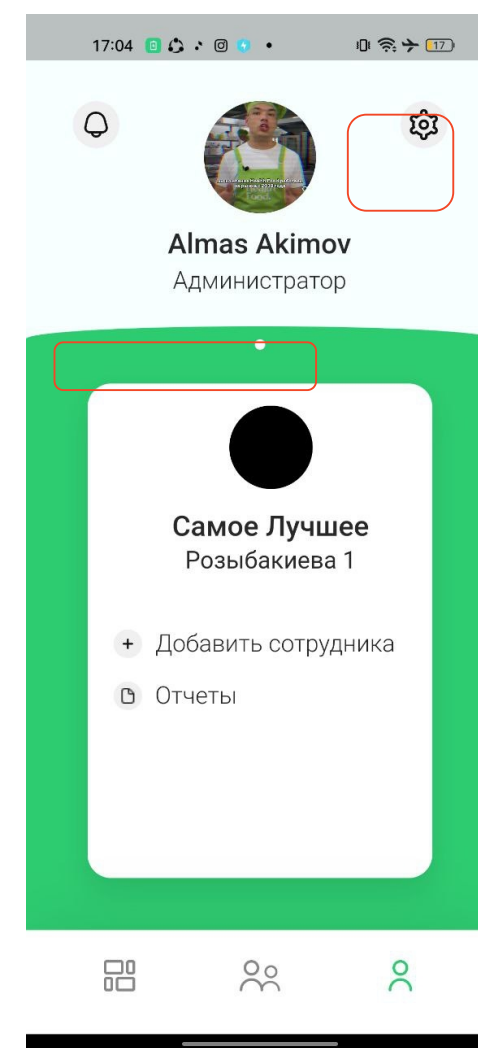 17:04
17
Almas Akimov
Администратор
Самое Лучшее
Розыбакиева 1
Добавить сотрудника
Отчеты